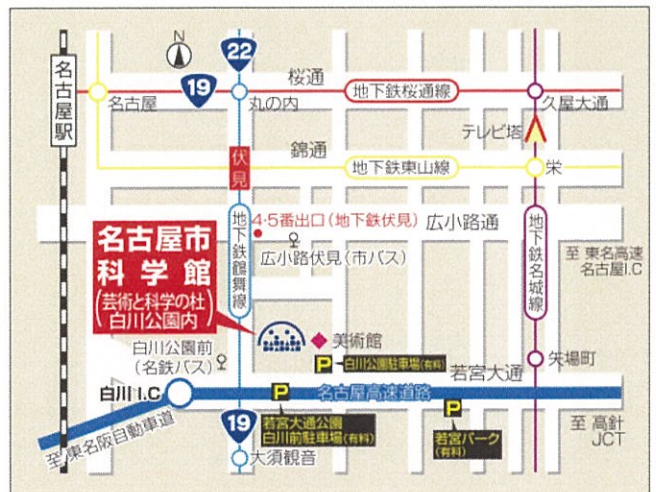 N
22
名古屋駅
19
桜通
地下鉄桜通線
名古屋
丸の内
久屋大通
テレビ塔
錦通
伏見
地下鉄東山線
栄
4・5番出口(地下鉄伏見)
広小路通
地下鉄鶴舞線
広小路伏見(市バス)
地下鉄名城線
至 東名高速
名古屋I.C
名古屋市
科学館
(芸術と科学の杜
白川公園内)
美術館
白川公園前
(名鉄バス)
P
白川公園駐車場(有料)
若宮大通
矢場町
白川 I.C
P
名古屋高速道路
P
若宮大通公園
白川前駐車場(有料)
若宮パーク
(有料)
至 高針
JCT
至 東名阪自動車道
19
大須観音